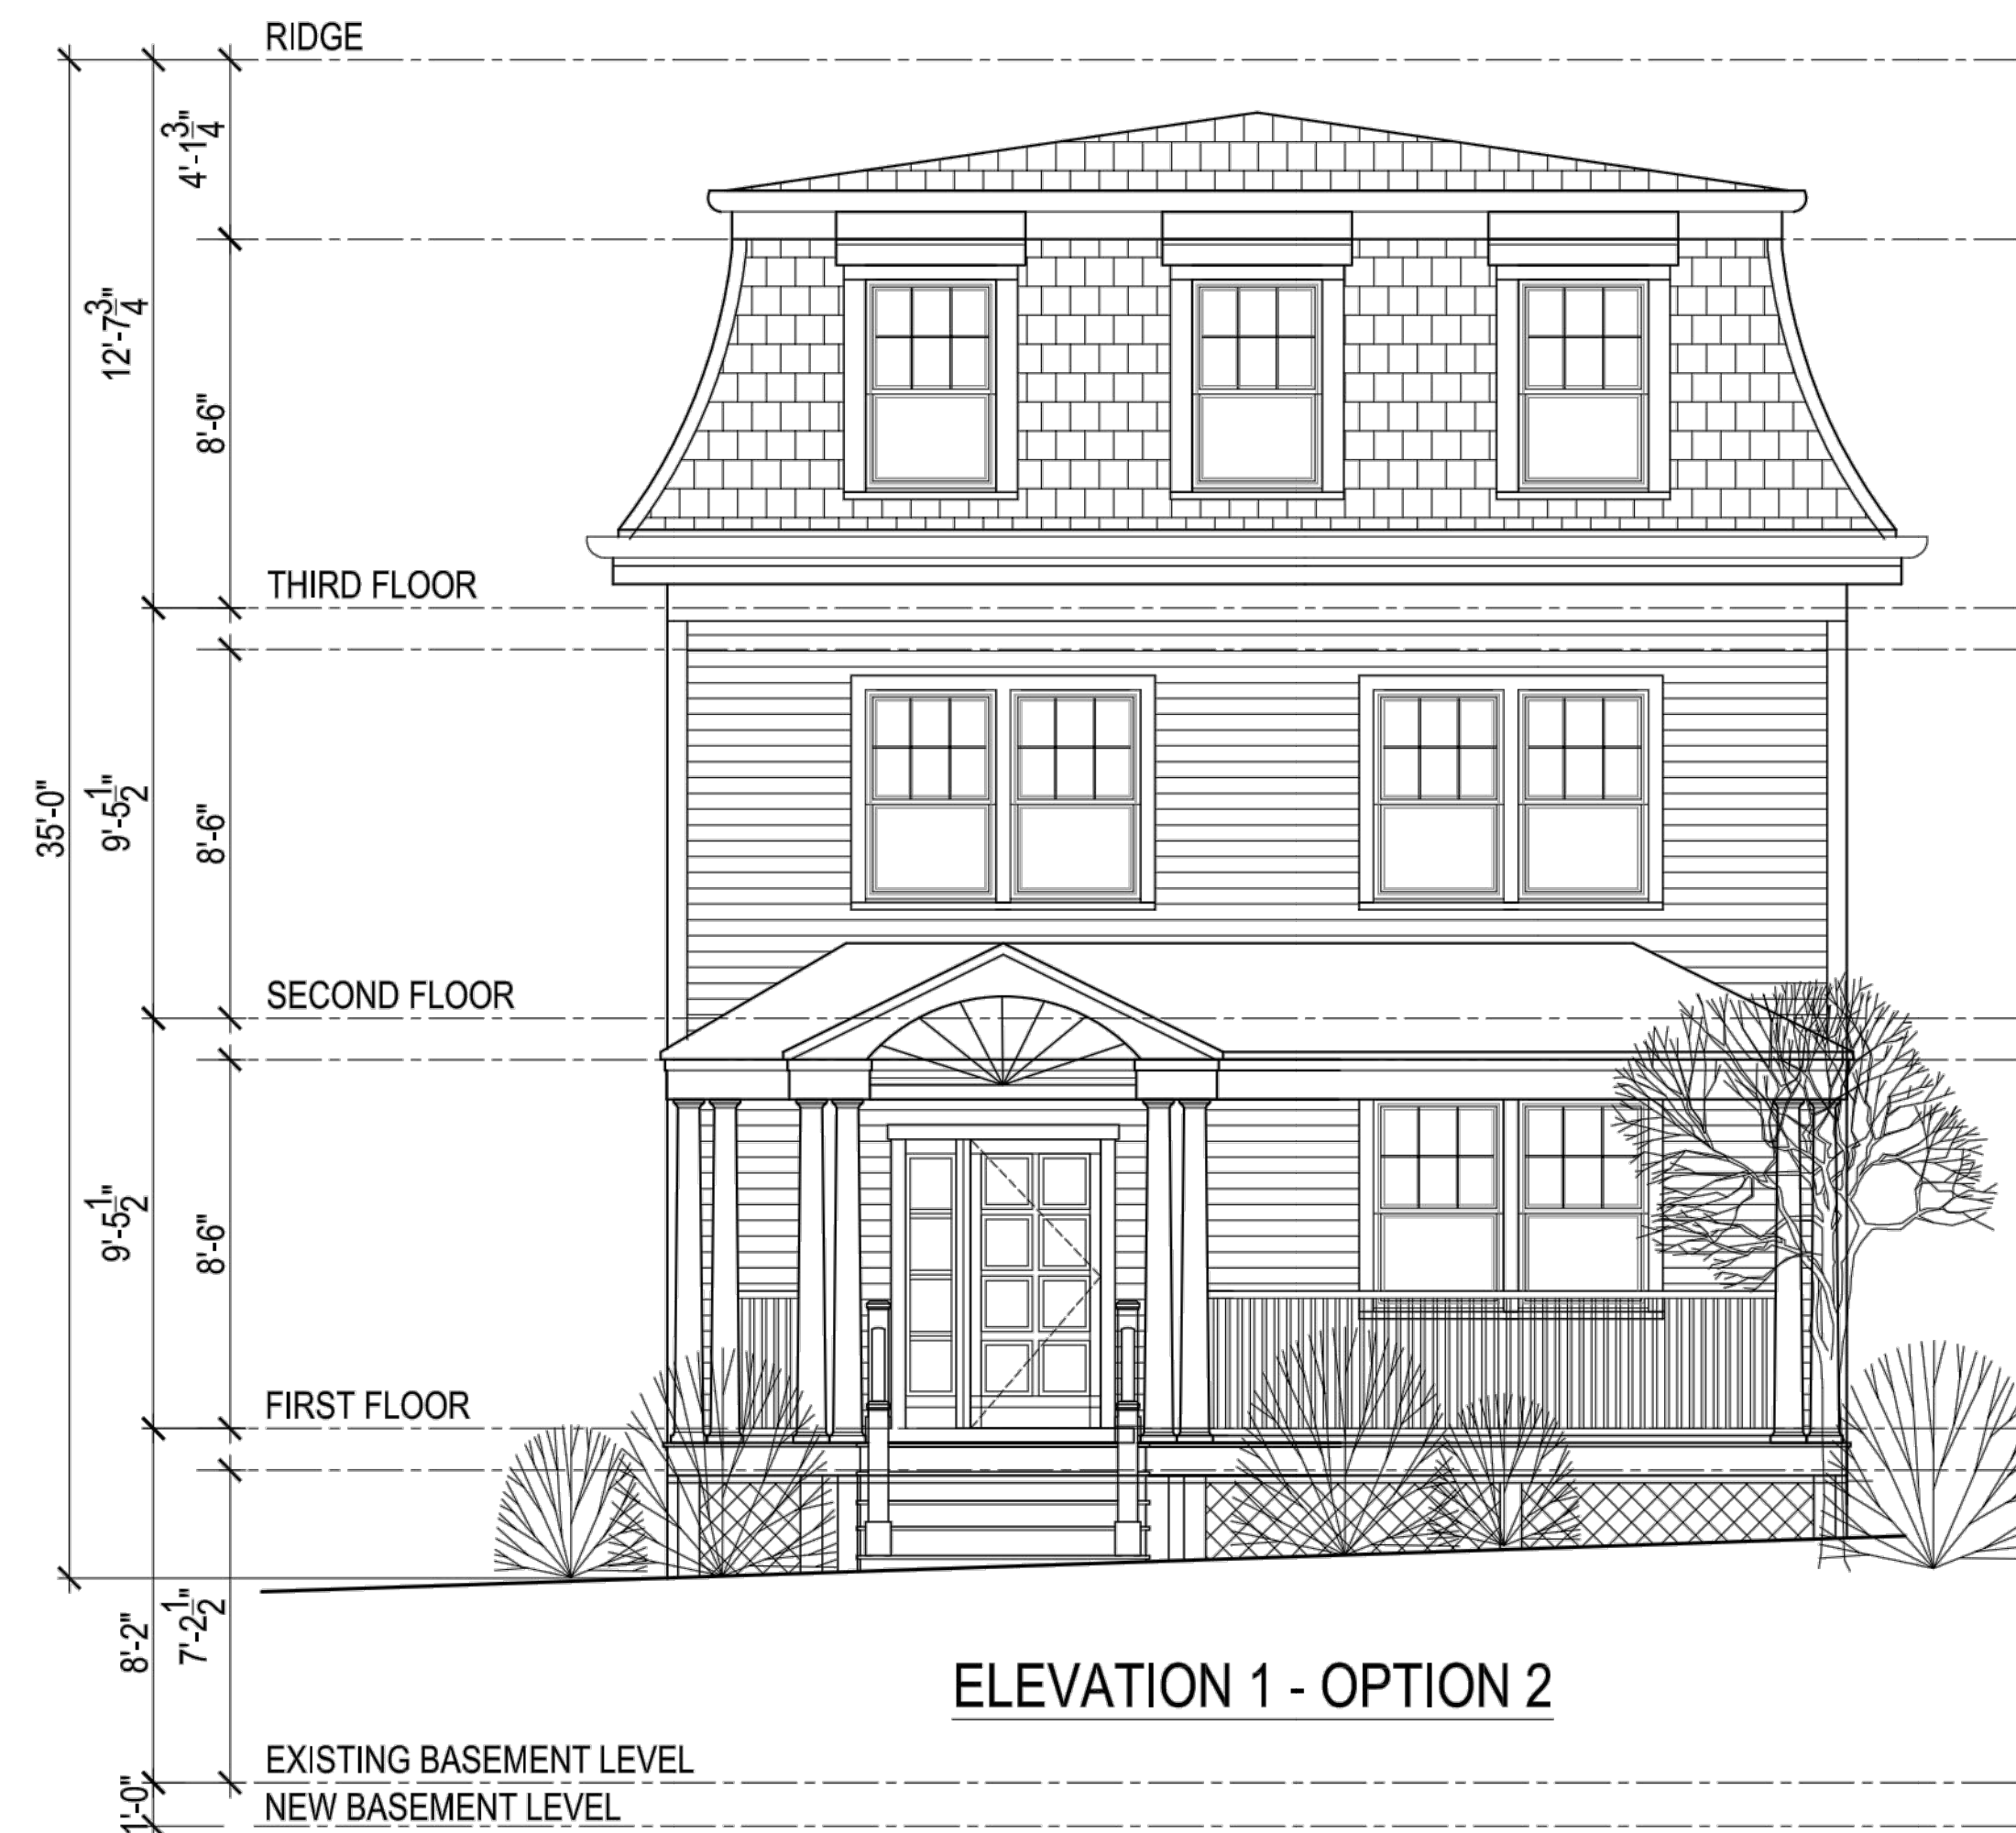 RIDGE
4'-1 3/4"
12'-7 3/4"
8'-6"
THIRD FLOOR
35'-0"
9'-5 1/2"
8'-6"
SECOND FLOOR
9'-5 1/2"
8'-6"
FIRST FLOOR
8'-2"
7'-2 1/2"
ELEVATION 1 - OPTION 2
EXISTING BASEMENT LEVEL
1'-0"
NEW BASEMENT LEVEL